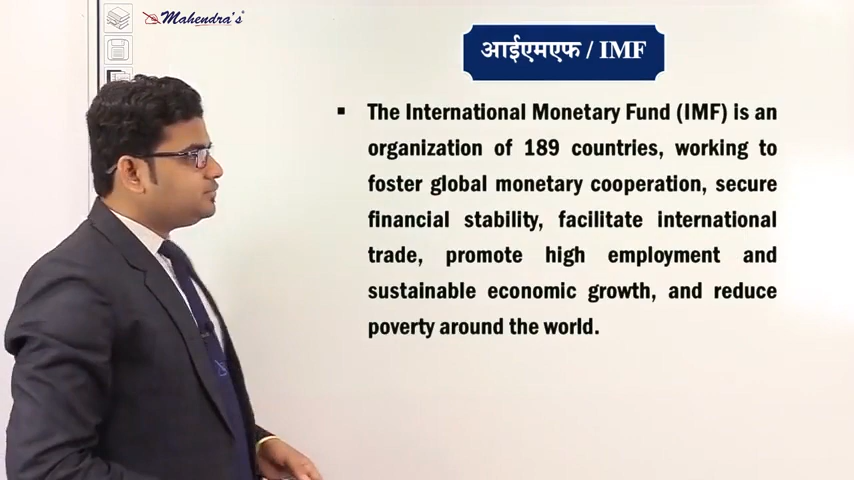 Mahendra's
आईएमएफ / IMF
▪ The International Monetary Fund (IMF) is an
organization of 189 countries, working to
foster global monetary cooperation, secure
financial stability, facilitate international
trade, promote high employment and
sustainable economic growth, and reduce
poverty around the world.